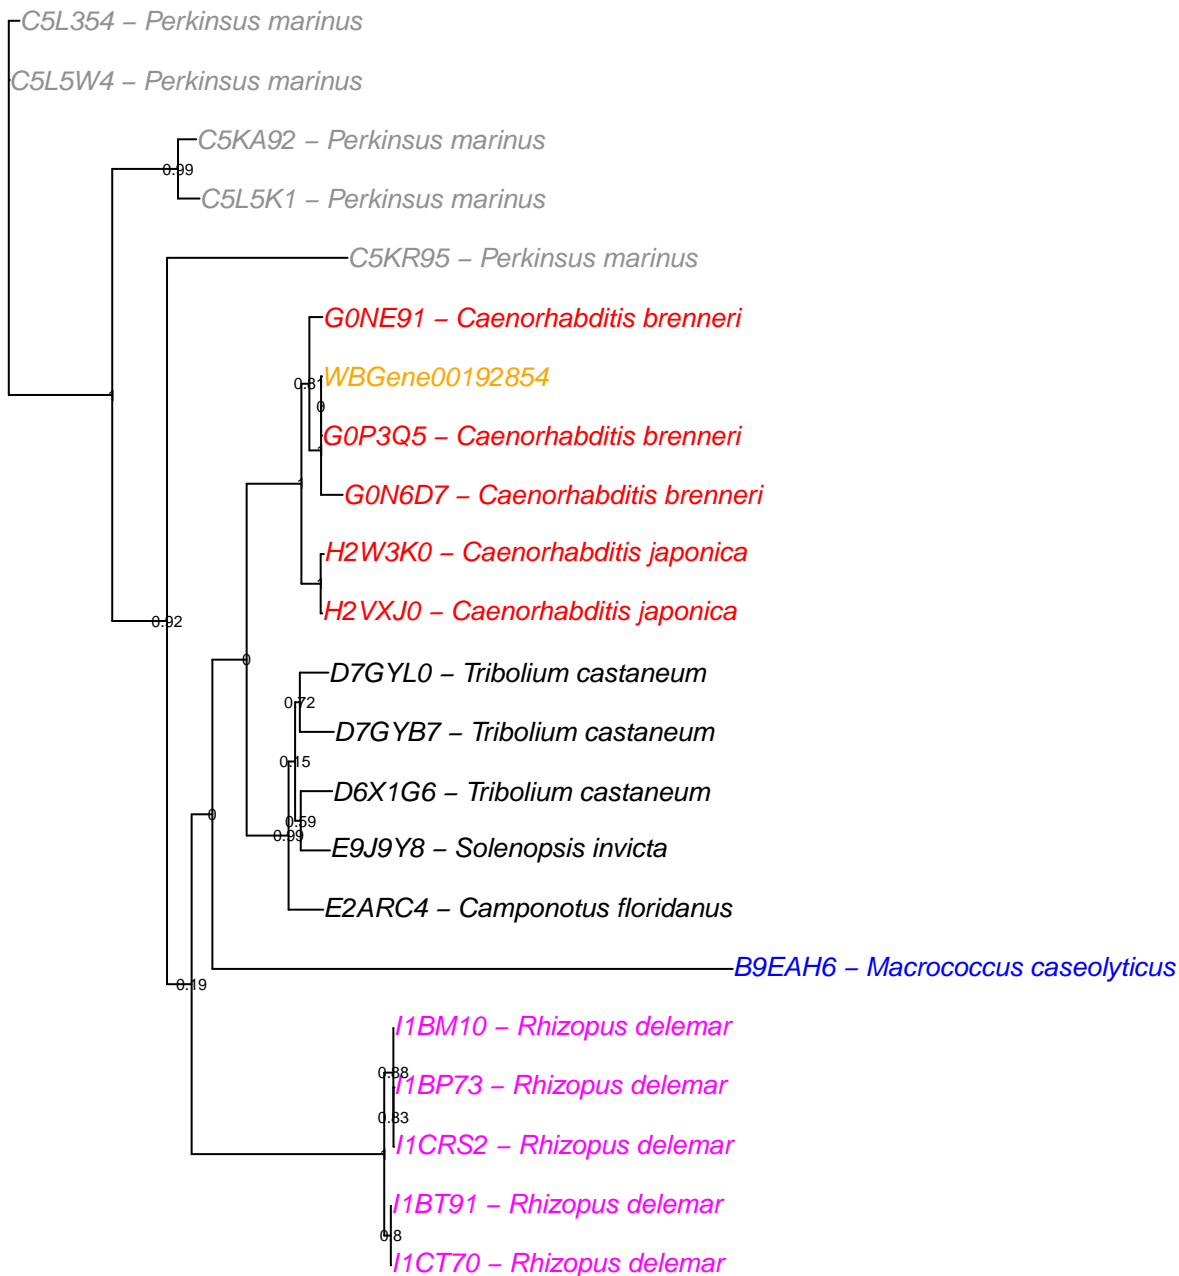 C5L354 – Perkinsus marinus
C5L5W4 – Perkinsus marinus
C5KA92 – Perkinsus marinus
0.99
C5L5K1 – Perkinsus marinus
C5KR95 – Perkinsus marinus
G0NE91 – Caenorhabditis brenneri
WBGene00192854
0.31
1
0
G0P3Q5 – Caenorhabditis brenneri
1
1
G0N6D7 – Caenorhabditis brenneri
H2W3K0 – Caenorhabditis japonica
1
H2VXJ0 – Caenorhabditis japonica
0.92
0
D7GYL0 – Tribolium castaneum
0.72
D7GYB7 – Tribolium castaneum
0.15
D6X1G6 – Tribolium castaneum
0
0.59
0.99
E9J9Y8 – Solenopsis invicta
E2ARC4 – Camponotus floridanus
B9EAH6 – Macrococcus caseolyticus
0.19
I1BM10 – Rhizopus delemar
0.88
I1BP73 – Rhizopus delemar
0.83
I1CRS2 – Rhizopus delemar
1
I1BT91 – Rhizopus delemar
0.8
I1CT70 – Rhizopus delemar